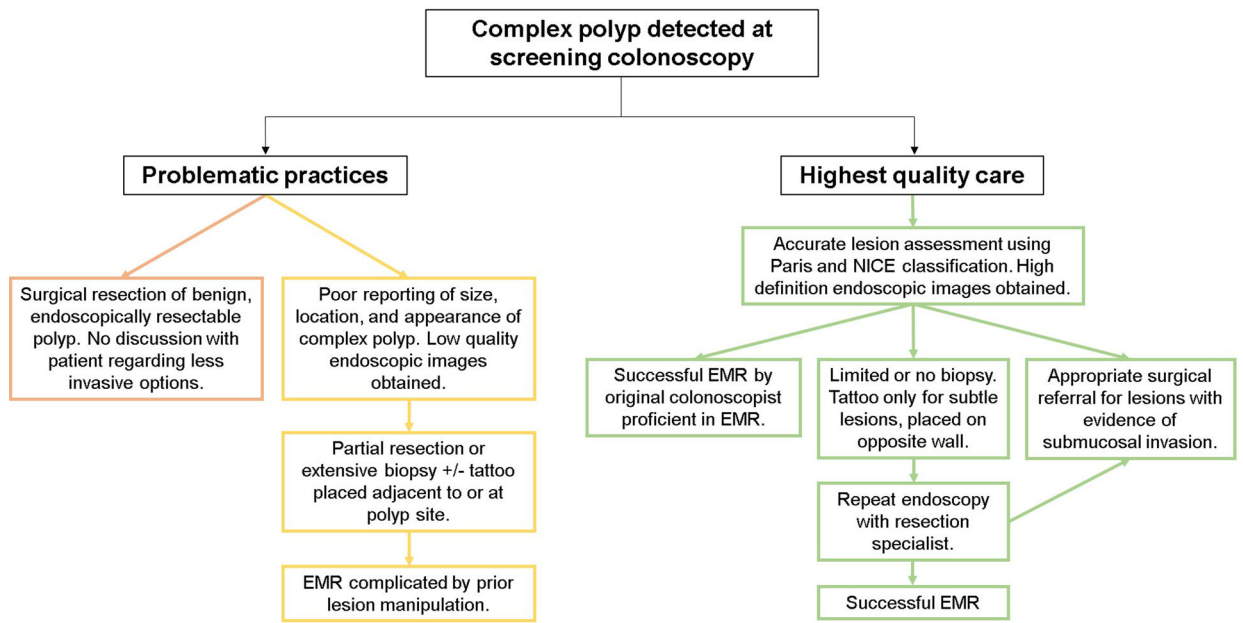 Complex polyp detected at
screening colonoscopy
Problematic practices
Highest quality care
Surgical resection of benign,
endoscopically resectable
polyp. No discussion with
patient regarding less
invasive options.
Poor reporting of size,
location, and appearance of
complex polyp. Low quality
endoscopic images
obtained.
Partial resection or
extensive biopsy +/- tattoo
placed adjacent to or at
polyp site.
EMR complicated by prior
lesion manipulation.
Accurate lesion assessment using
Paris and NICE classification. High
definition endoscopic images obtained.
Successful EMR by
original colonoscopist
proficient in EMR.
Limited or no biopsy.
Tattoo only for subtle
lesions, placed on
opposite wall.
Appropriate surgical
referral for lesions with
evidence of
submucosal invasion.
Repeat endoscopy
with resection
specialist.
Successful EMR